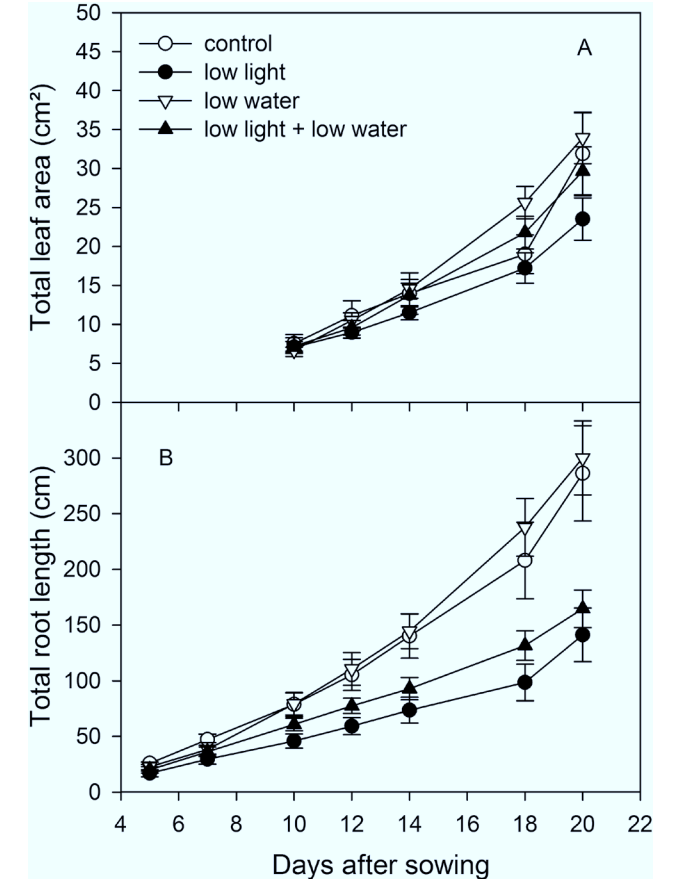 50
45
40
35
30
25
20
15
10
5
0
Total leaf area (cm²)
control
low light
low water
low light + low water
A
300
250
200
150
100
50
0
Total root length (cm)
B
4 6 8 10 12 14 16 18 20 22
Days after sowing